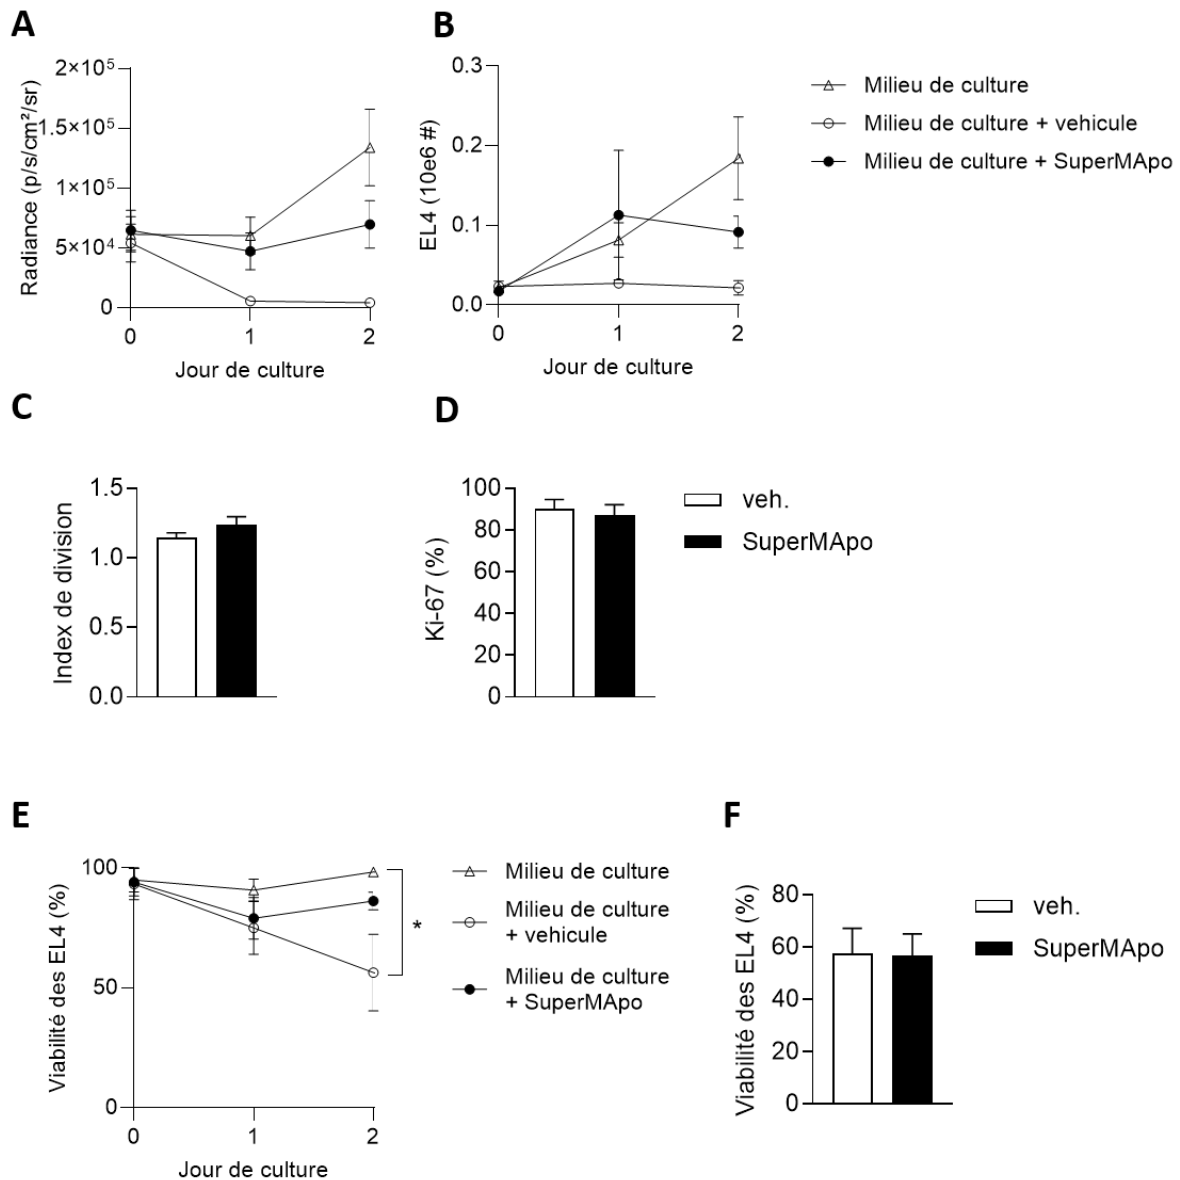 A
B
2×10⁵
1.5×10⁵
1×10⁵
5×10⁴
0
Radiance (p/s/cm²/sr)
0 1 2
Jour de culture
0.3
0.2
0.1
0.0
EL4 (10e6 #)
0 1 2
Jour de culture
Milieu de culture
Milieu de culture + vehicule
Milieu de culture + SuperMApo
C
D
1.5
1.0
0.5
0.0
Index de division
100
80
60
40
20
0
Ki-67 (%)
veh.
SuperMApo
E
F
100
50
0
Viabilité des EL4 (%)
0 1 2
Jour de culture
*
Milieu de culture
Milieu de culture
+ vehicule
Milieu de culture
+ SuperMApo
80
60
40
20
0
Viabilité des EL4 (%)
veh.
SuperMApo